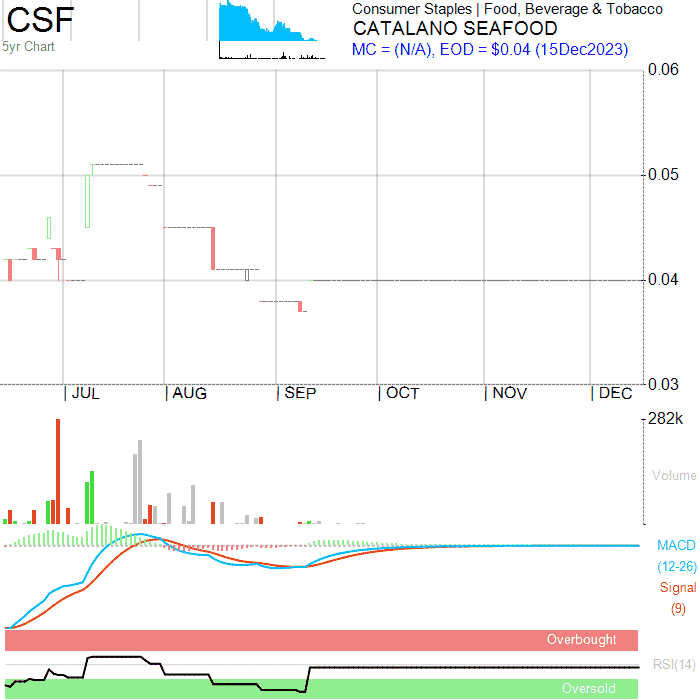 CSF
5yr Chart
Consumer Staples | Food, Beverage & Tobacco
CATALANO SEAFOOD
MC = (N/A), EOD = $0.04 (15Dec2023)
0.06
0.05
0.04
0.03
JUL AUG SEP OCT NOV DEC
282k
Volume
MACD
(12-26)
Signal
(9)
Overbought
RSI(14)
Oversold